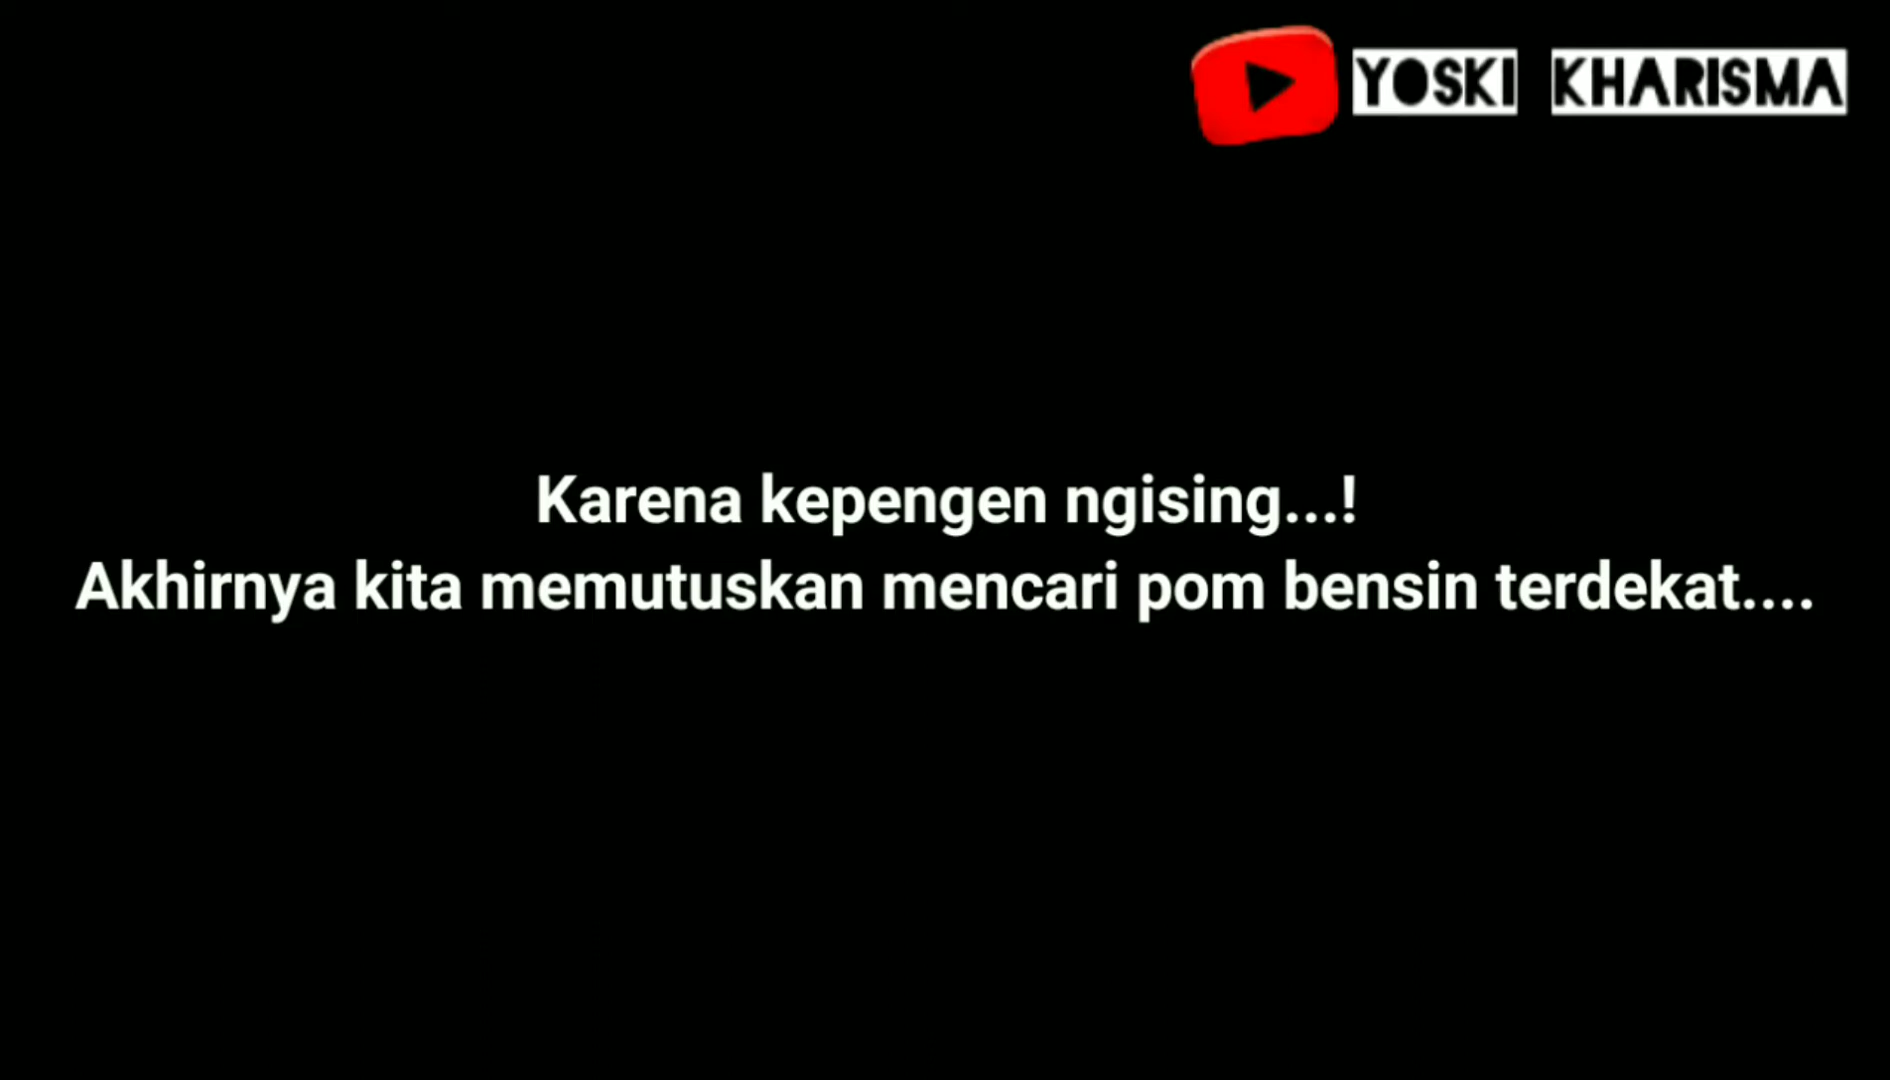 YOSKI KHARISMA
Karena kepengen ngising...!
Akhirnya kita memutuskan mencari pom bensin terdekat....